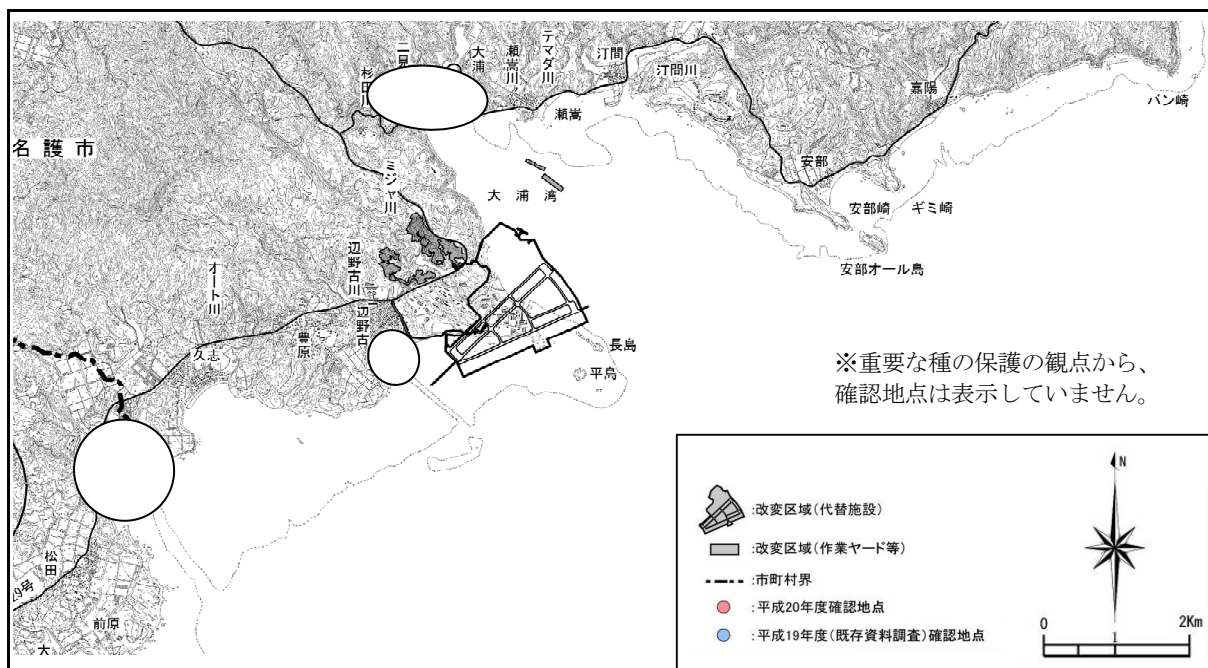 二見
杉田川
大浦
瀬嵩川
テマダ川
汀間
汀間川
瀬嵩
嘉陽
バン崎
名護市
ミジャ川
大浦湾
安部
安部崎
ギミ崎
安部オール島
オート川
辺野古川
辺野古
豊原
久志
長島
平島
※重要な種の保護の観点から、
確認地点は表示していません。
松田
29号
前原
大
:改変区域(代替施設)
:改変区域(作業ヤード等)
:市町村界
:平成20年度確認地点
:平成19年度(既存資料調査)確認地点
N
0 1 2Km